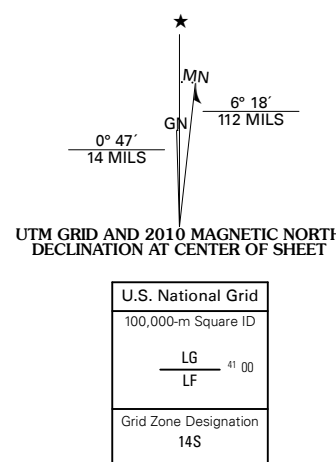 ★
MN
GN
6° 18´
112 MILS
0° 47´
14 MILS
UTM GRID AND 2010 MAGNETIC NORTH
DECLINATION AT CENTER OF SHEET
U.S. National Grid
100,000-m Square ID
LG
41 00
LF
Grid Zone Designation
14S